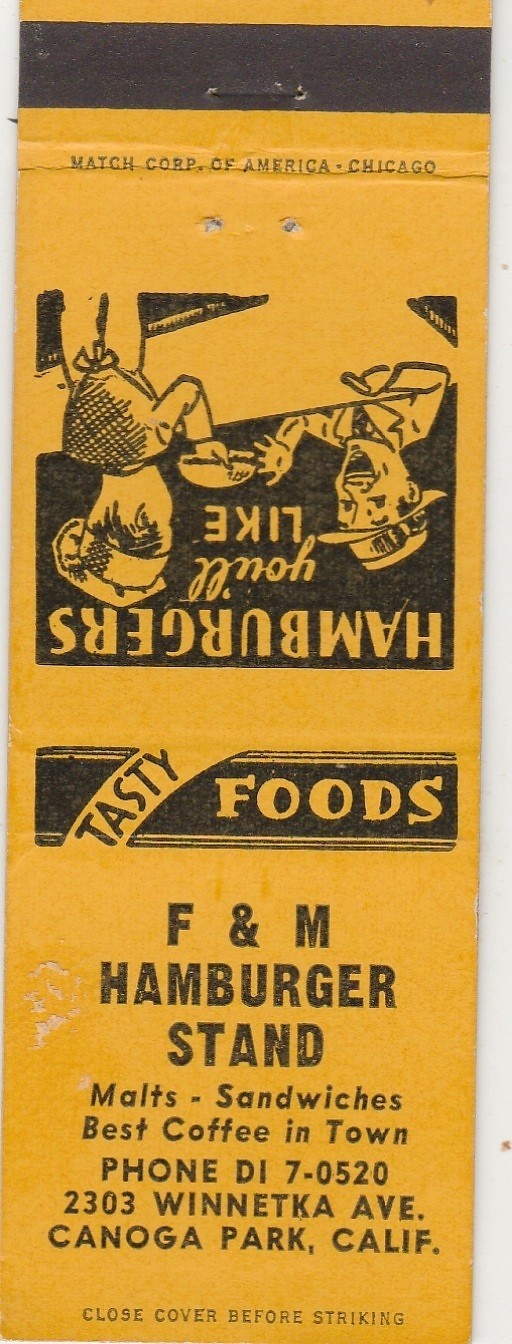 MATCH CORP. OF AMERICA - CHICAGO
HAMBURGERS
you'll
LIKE
TASTY FOODS
F & M
HAMBURGER
STAND
Malts - Sandwiches
Best Coffee in Town
PHONE DI 7-0520
2303 WINNETKA AVE.
CANOGA PARK, CALIF.
CLOSE COVER BEFORE STRIKING